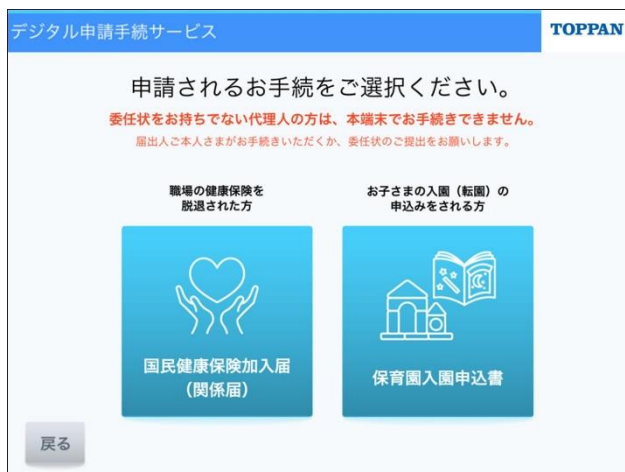 デジタル申請手続サービス
TOPPAN
申請されるお手続をご選択ください。
委任状をお持ちでない代理人の方は、本端末でお手続きできません。
届出人ご本人さまがお手続きいただくか、委任状のご提出をお願いします。
職場の健康保険を
脱退された方
お子さまの入園（転園）の
申込みをされる方
国民健康保険加入届
（関係届）
保育園入園申込書
戻る